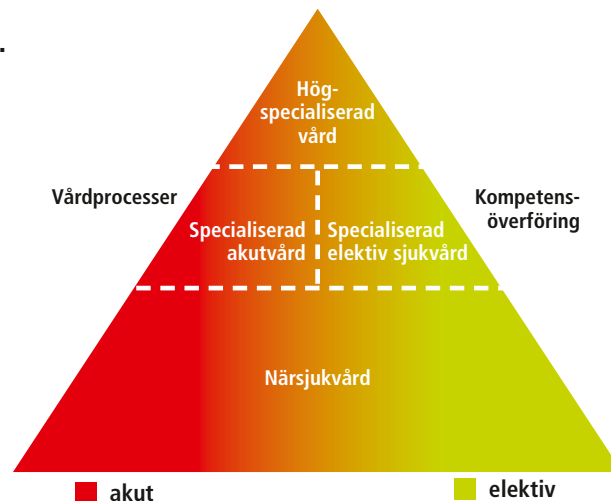 .
Hög-
specialiserad
vård
Vårdprocesser
Kompetens-
överföring
Specialiserad
akutvård
Specialiserad
elektiv sjukvård
Närsjukvård
akut
elektiv